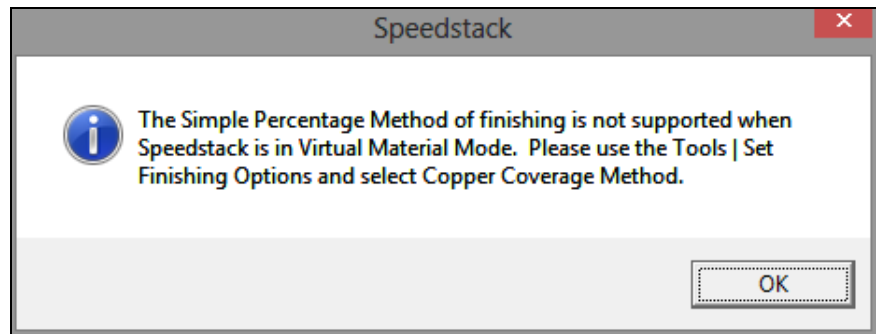 Speedstack
The Simple Percentage Method of finishing is not supported when
Speedstack is in Virtual Material Mode.  Please use the Tools | Set
Finishing Options and select Copper Coverage Method.
OK